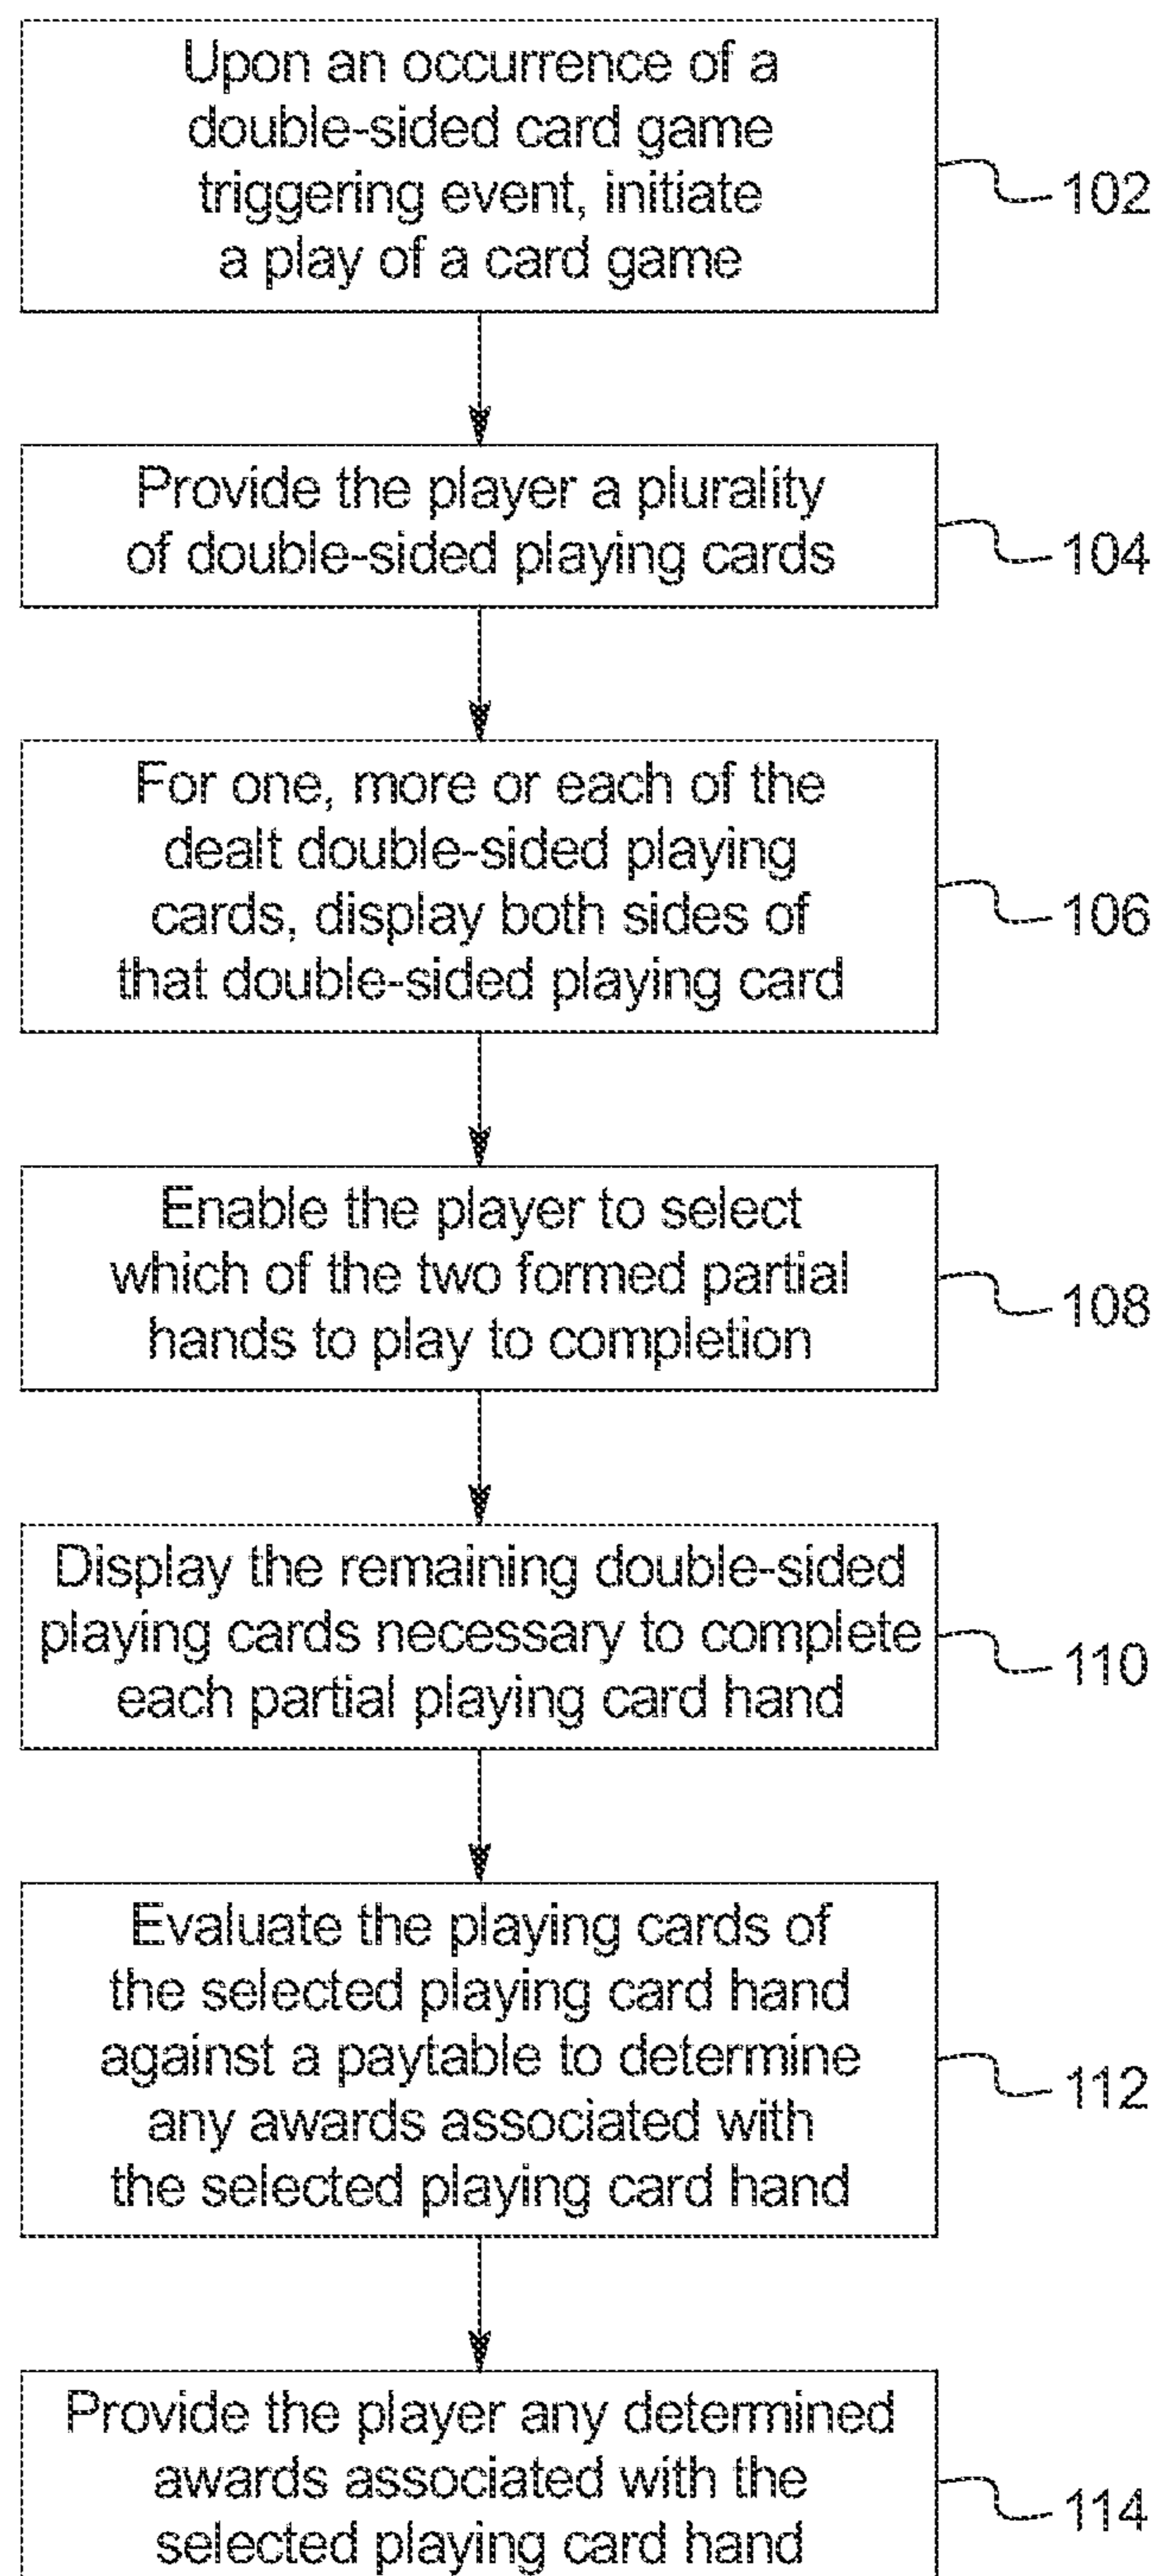 Upon an occurrence of a
double-sided card game
triggering event, initiate
a play of a card game
102
Provide the player a plurality
of double-sided playing cards
104
For one, more or each of the
dealt double-sided playing
cards, display both sides of
that double-sided playing card
106
Enable the player to select
which of the two formed partial
hands to play to completion
108
Display the remaining double-sided
playing cards necessary to complete
each partial playing card hand
110
Evaluate the playing cards of
the selected playing card hand
against a paytable to determine
any awards associated with
the selected playing card hand
112
Provide the player any determined
awards associated with the
selected playing card hand
114